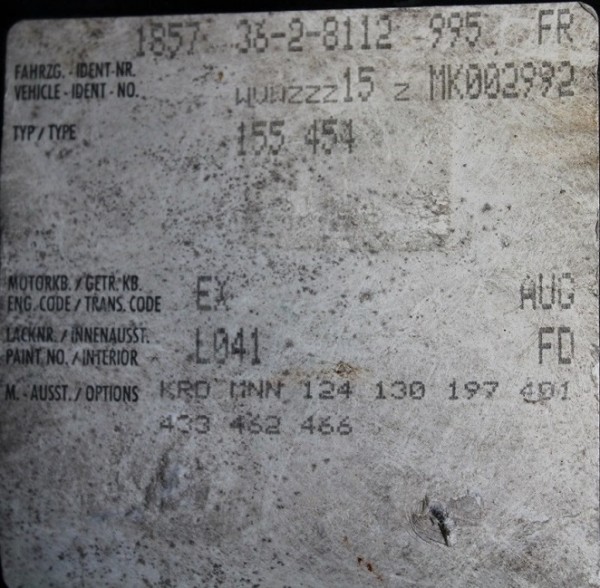 1857 36-2-8112 995 FR
FAHRZG. - IDENT-NR.
VEHICLE - IDENT - NO. WVWZZZ15 Z MK002992
TYP / TYPE 155 454
MOTORKB. / GETR. KB.
ENG. CODE / TRANS. CODE EX AUG
LACKNR. / INNENAUSST.
PAINT NO. / INTERIOR L041 FD
M. - AUSST. / OPTIONS KRD MNN 124 130 197 401
433 462 466